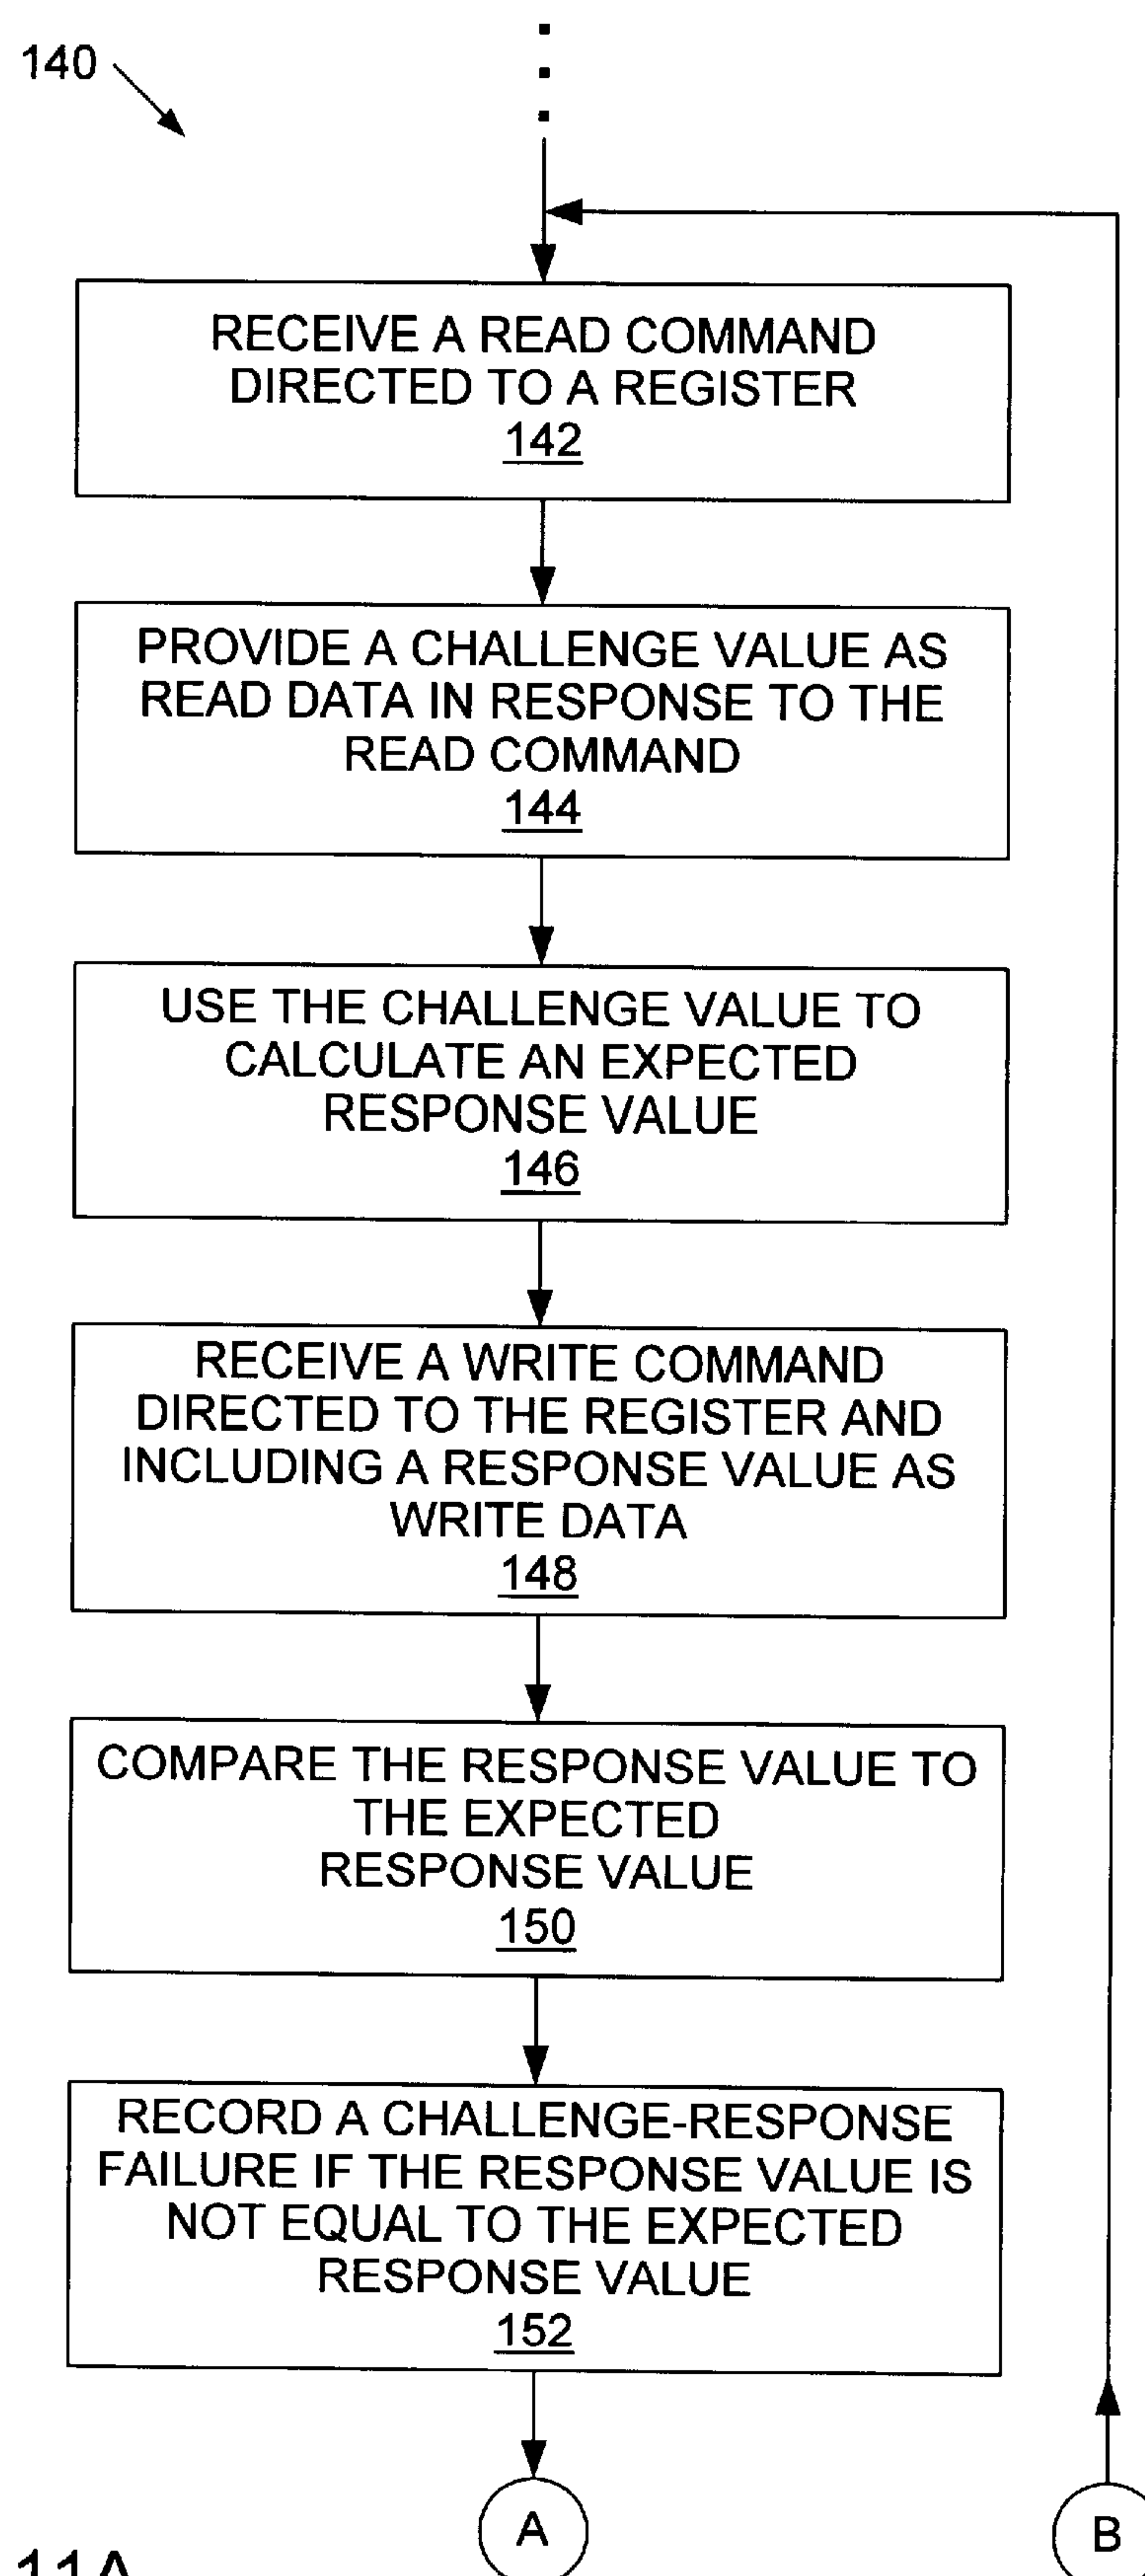 140
RECEIVE A READ COMMAND
DIRECTED TO A REGISTER
142
PROVIDE A CHALLENGE VALUE AS
READ DATA IN RESPONSE TO THE
READ COMMAND
144
USE THE CHALLENGE VALUE TO
CALCULATE AN EXPECTED
RESPONSE VALUE
146
RECEIVE A WRITE COMMAND
DIRECTED TO THE REGISTER AND
INCLUDING A RESPONSE VALUE AS
WRITE DATA
148
COMPARE THE RESPONSE VALUE TO
THE EXPECTED
RESPONSE VALUE
150
RECORD A CHALLENGE-RESPONSE
FAILURE IF THE RESPONSE VALUE IS
NOT EQUAL TO THE EXPECTED
RESPONSE VALUE
152
A
B
11A